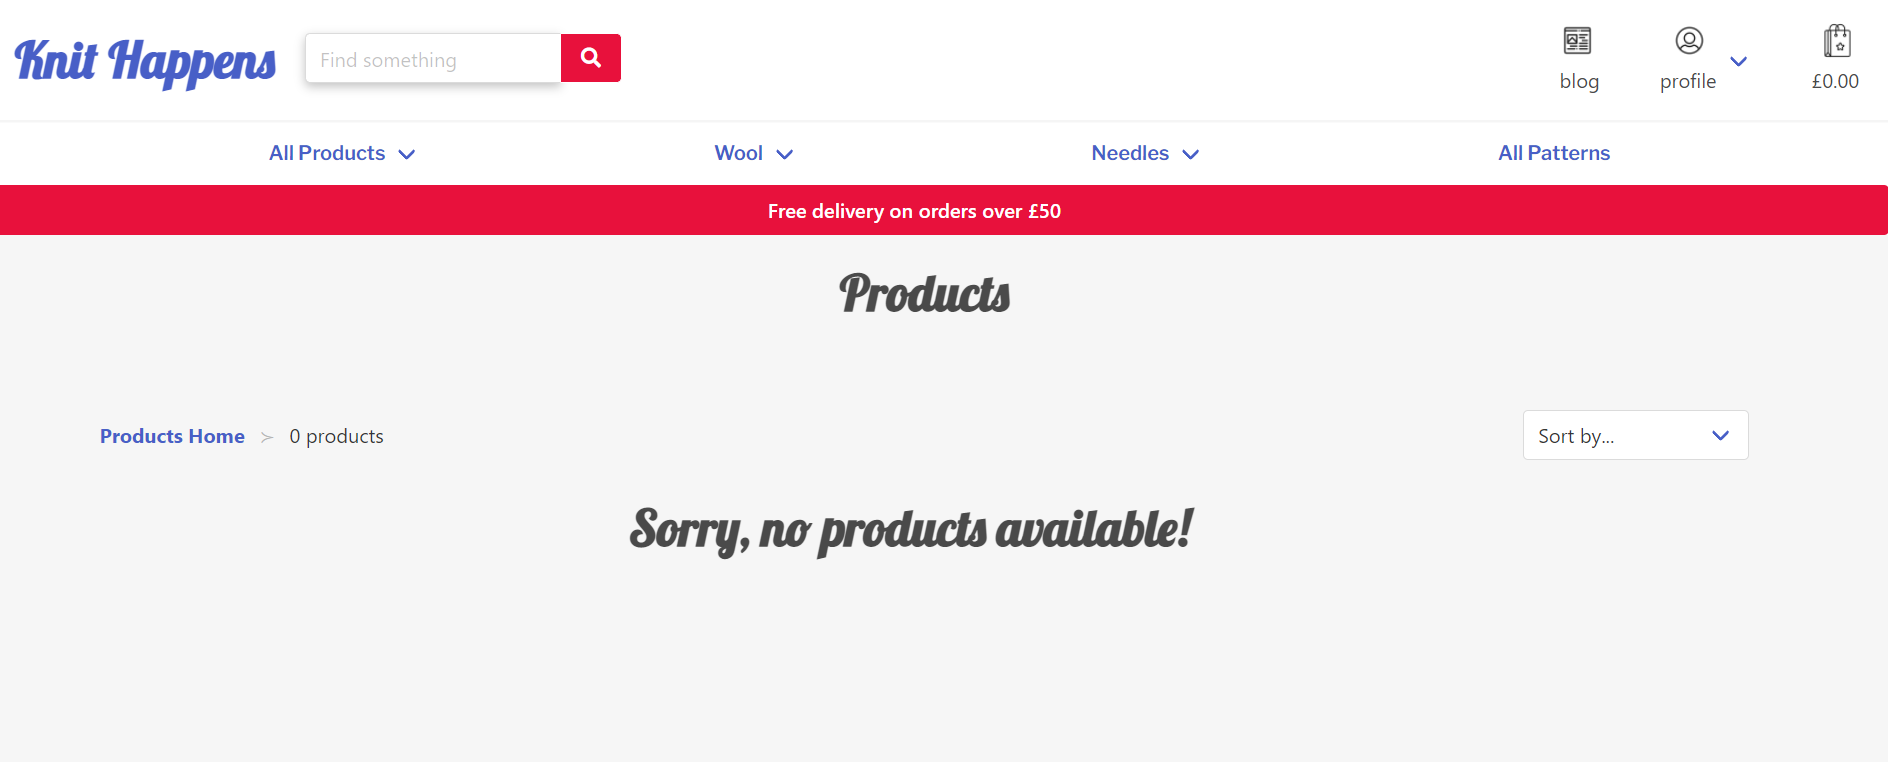 Knit Happens
Find something
blog
profile
£0.00
All Products
Wool
Needles
All Patterns
Free delivery on orders over £50
Products
Products Home > 0 products
Sort by...
Sorry, no products available!